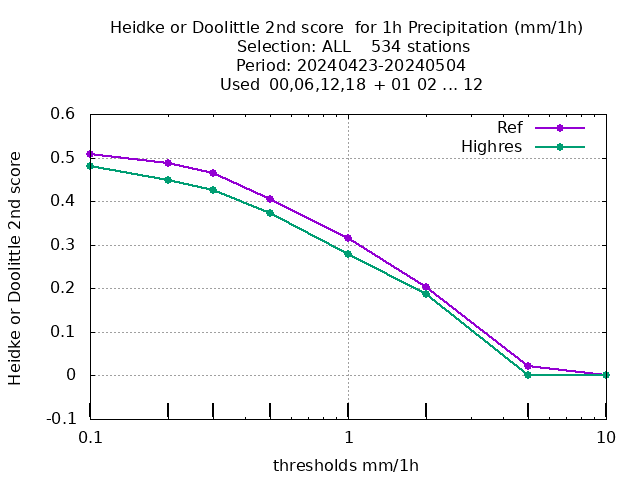 Heidke or Doolittle 2nd score  for 1h Precipitation (mm/1h)
Selection: ALL    534 stations
Period: 20240423-20240504
Used  00,06,12,18  + 01 02 ... 12
Ref
Highres
0.6
0.5
0.4
0.3
0.2
0.1
0
-0.1
Heidke or Doolittle 2nd score
0.1 1 10
thresholds mm/1h